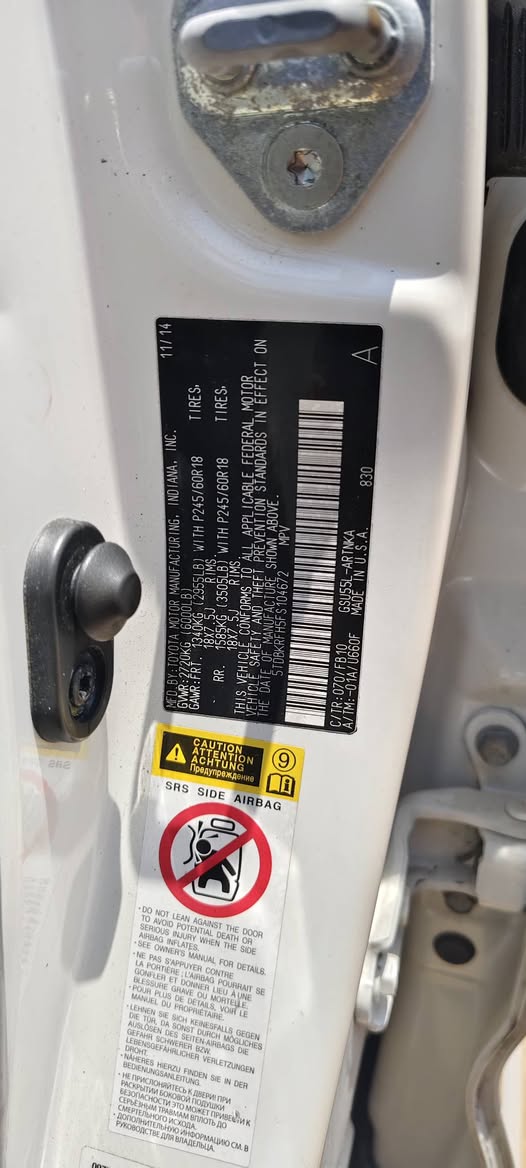 MFD.BY:TOYOTA MOTOR MANUFACTURING, INDIANA, INC. 11/14
GVWR:2720KG( 6000LB)
GAWR:FRT. 1340KG (2955LB) WITH P245/60R18 TIRES,
18X7.5J RIMS,
RR. 1585KG (3505LB) WITH P245/60R18 TIRES,
18X7.5J RIMS
THIS VEHICLE CONFORMS TO ALL APPLICABLE FEDERAL MOTOR
VEHICLE SAFETY AND THEFT PREVENTION STANDARDS IN EFFECT ON
THE DATE OF MANUFACTURE SHOWN ABOVE.
MPV
C/TR:070/FB10 830
A/TM:-01A/U660F
GSU55L-ARTNKA
MADE IN U.S.A.
A
CAUTION
ATTENTION
ACHTUNG
Предупреждение
9
SRS SIDE AIRBAG
• DO NOT LEAN AGAINST THE DOOR
TO AVOID POTENTIAL DEATH OR
SERIOUS INJURY WHEN THE SIDE
AIRBAG INFLATES.
• SEE OWNER'S MANUAL FOR DETAILS.
• NE PAS S'APPUYER CONTRE
LA PORTIÈRE ; L'AIRBAG POURRAIT SE
GONFLER ET DONNER LIEU À UNE
BLESSURE GRAVE OU MORTELLE.
• POUR PLUS DE DÉTAILS, VOIR LE
MANUEL DU PROPRIÉTAIRE.
• LEHNEN SIE SICH KEINESFALLS GEGEN
DIE TÜR, DA SONST DURCH MÖGLICHES
AUSLÖSEN DES SEITEN-AIRBAGS DIE
GEFAHR SCHWERER BZW.
LEBENSGEFÄHRLICHER VERLETZUNGEN
DROHT.
• NÄHERES HIERZU FINDEN SIE IN DER
BEDIENUNGSANLEITUNG.
• НЕ ПРИСЛОНЯЙТЕСЬ К ДВЕРИ! ПРИ
РАСКРЫТИИ БОКОВОЙ ПОДУШКИ
БЕЗОПАСНОСТИ ЭТО МОЖЕТ ПРИВЕСТИ К
СЕРЬЁЗНЫМ ТРАВМАМ ВПЛОТЬ ДО
СМЕРТЕЛЬНОГО ИСХОДА.
• ДОПОЛНИТЕЛЬНУЮ ИНФОРМАЦИЮ СМ. В
РУКОВОДСТВЕ ДЛЯ ВЛАДЕЛЬЦА.